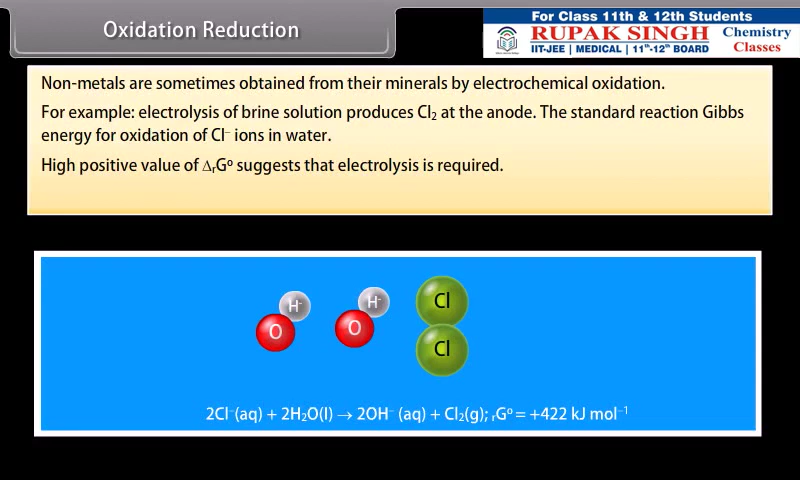 Oxidation Reduction
For Class 11th & 12th Students
RUPAK SINGH
IIT-JEE | MEDICAL | 11ᵗʰ-12ᵗʰ BOARD
Chemistry
Classes
Non-metals are sometimes obtained from their minerals by electrochemical oxidation.
For example: electrolysis of brine solution produces Cl₂ at the anode. The standard reaction Gibbs
energy for oxidation of Cl⁻ ions in water.
High positive value of ΔᵣGº suggests that electrolysis is required.
H⁻
O
H⁻
O
Cl
Cl
2Cl⁻(aq) + 2H₂O(l) → 2OH⁻ (aq) + Cl₂(g); ᵣGº = +422 kJ mol⁻¹